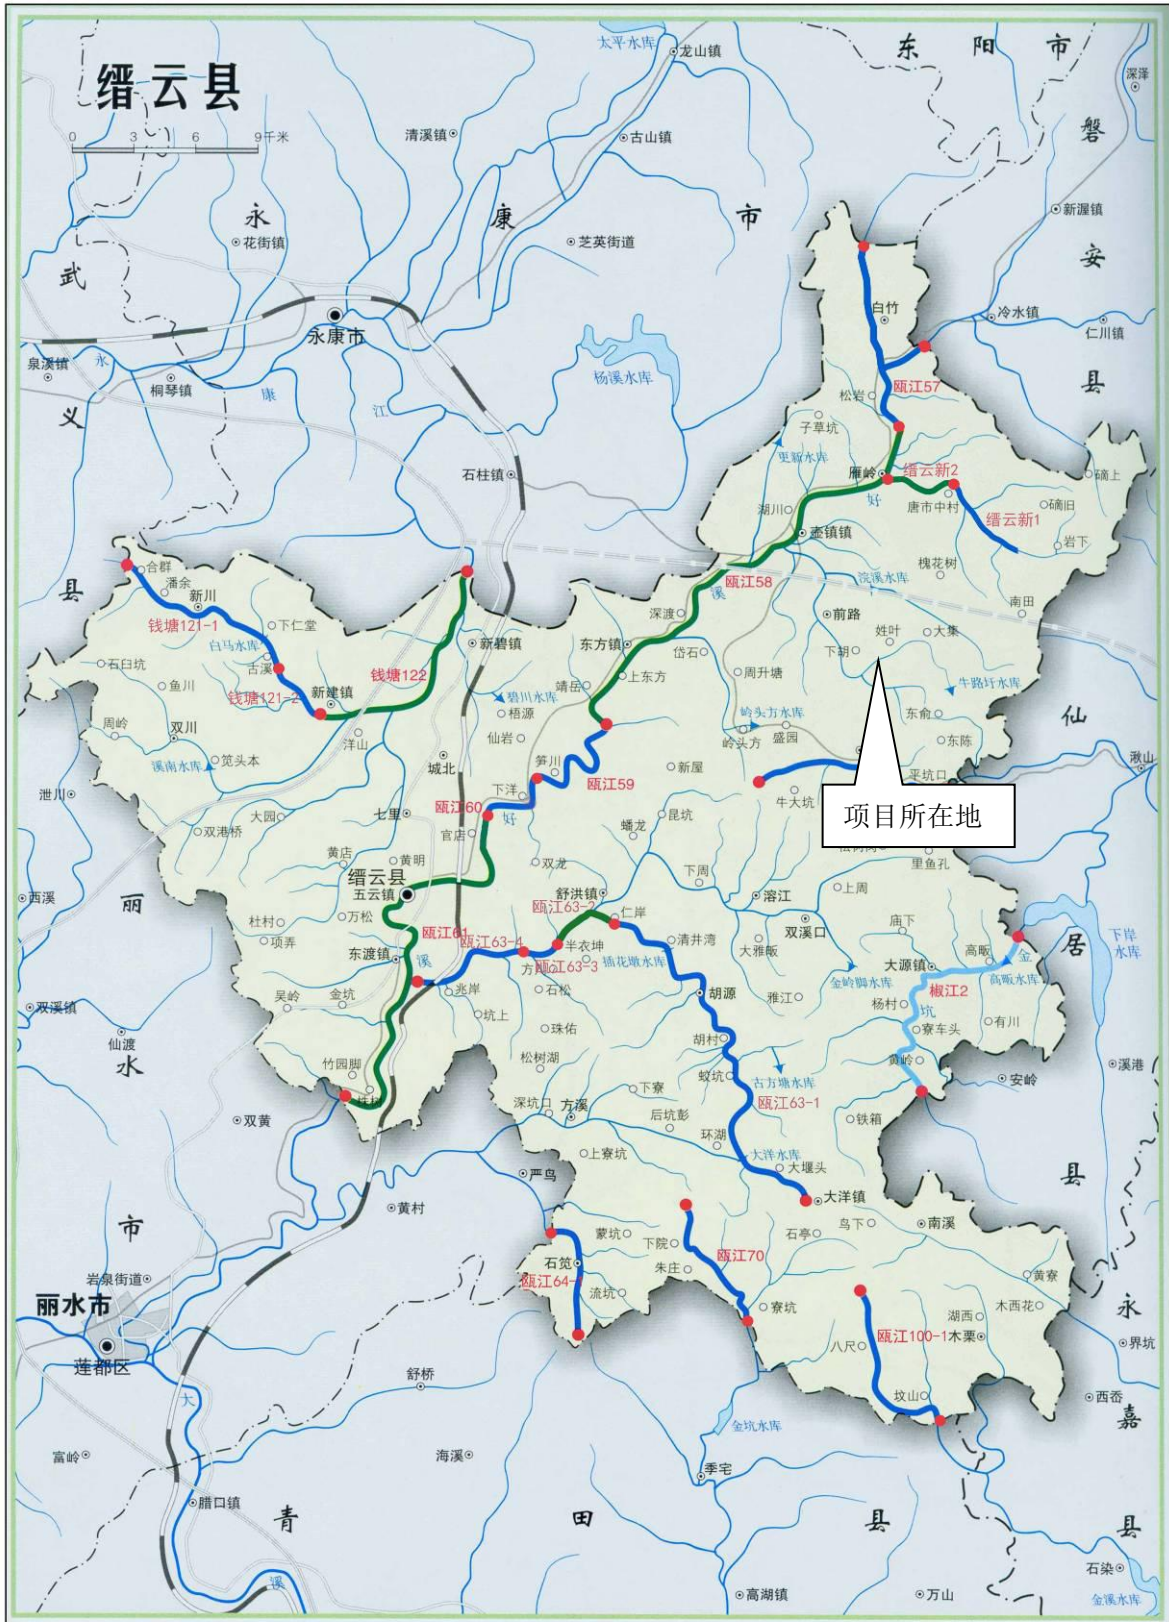 缙云县
0 3 6 9千米
太平水库
龙山镇
东阳市
深泽
清溪镇
古山镇
磐安县
新渥镇
永康市
花街镇
芝英街道
武义县
永康市
冷水镇
仁川镇
白竹
泉溪镇
永
桐琴镇
康
江
杨溪水库
瓯江57
松岩
子草坑
更新水库
石柱镇
雁岭
缙云新2
好
唐市中村
碲上
碲旧
缙云新1
岩下
湖川
壶镇镇
槐花树
浣溪水库
瓯江58
溪
南田
合群
潘余
新川
钱塘121-1
下仁堂
白马水库
古溪
石臼坑
鱼川
钱塘121-2
新建镇
钱塘122
新碧镇
深渡
东方镇
岱石
前路
姓叶
大集
下胡
上东方
周升塘
靖岳
碧川水库
梧源
牛路圩水库
岭头方水库
东俞
仙居县
周岭
双川
洋山
仙岩
岭头方
盛园
东陈
湫山
笕头本
溪南水库
城北
笋川
瓯江59
新屋
平坑口
泄川
牛大坑
下洋
瓯江60
好
项目所在地
大园
七里
双港桥
官店
昆坑
蟠龙
里鱼孔
黄店
黄明
双龙
缙云县
五云镇
西溪
丽水市
舒洪镇
下周
溶江
上周
瓯江63-2
仁岸
万松
杜村
项弄
瓯江61
瓯江63-4
半衣坤
清井湾
双溪口
大雅畈
庙下
高畈
下岸水库
东渡镇
溪
瓯江63-3
插花墩水库
大源镇
金
高畈水库
金岭脚水库
椒江2
吴岭
金坑
兆岸
石松
胡源
雅江
杨村
坑
双溪镇
坑上
珠佑
寮车头
有川
仙渡
胡村
松树湖
黄岭
溪港
竹园脚
蛟坑
古方塘水库
安岭
下寮
瓯江63-1
双黄
深坑口
方溪
后坑彭
铁箱
环湖
上寮坑
大洋水库
大堰头
严鸟
大洋镇
黄村
鸟下
南溪
蒙坑
石亭
下院
瓯江70
岩泉街道
石笕
朱庄
黄寮
瓯江64-1
流坑
丽水市
寮坑
湖西
木西花
永嘉县
瓯江100-1
木栗
界坑
莲都区
八尺
舒桥
坟山
西岙
大
金坑水库
富岭
海溪
季宅
腊口镇
青田县
石染
溪
高湖镇
万山
金溪水库